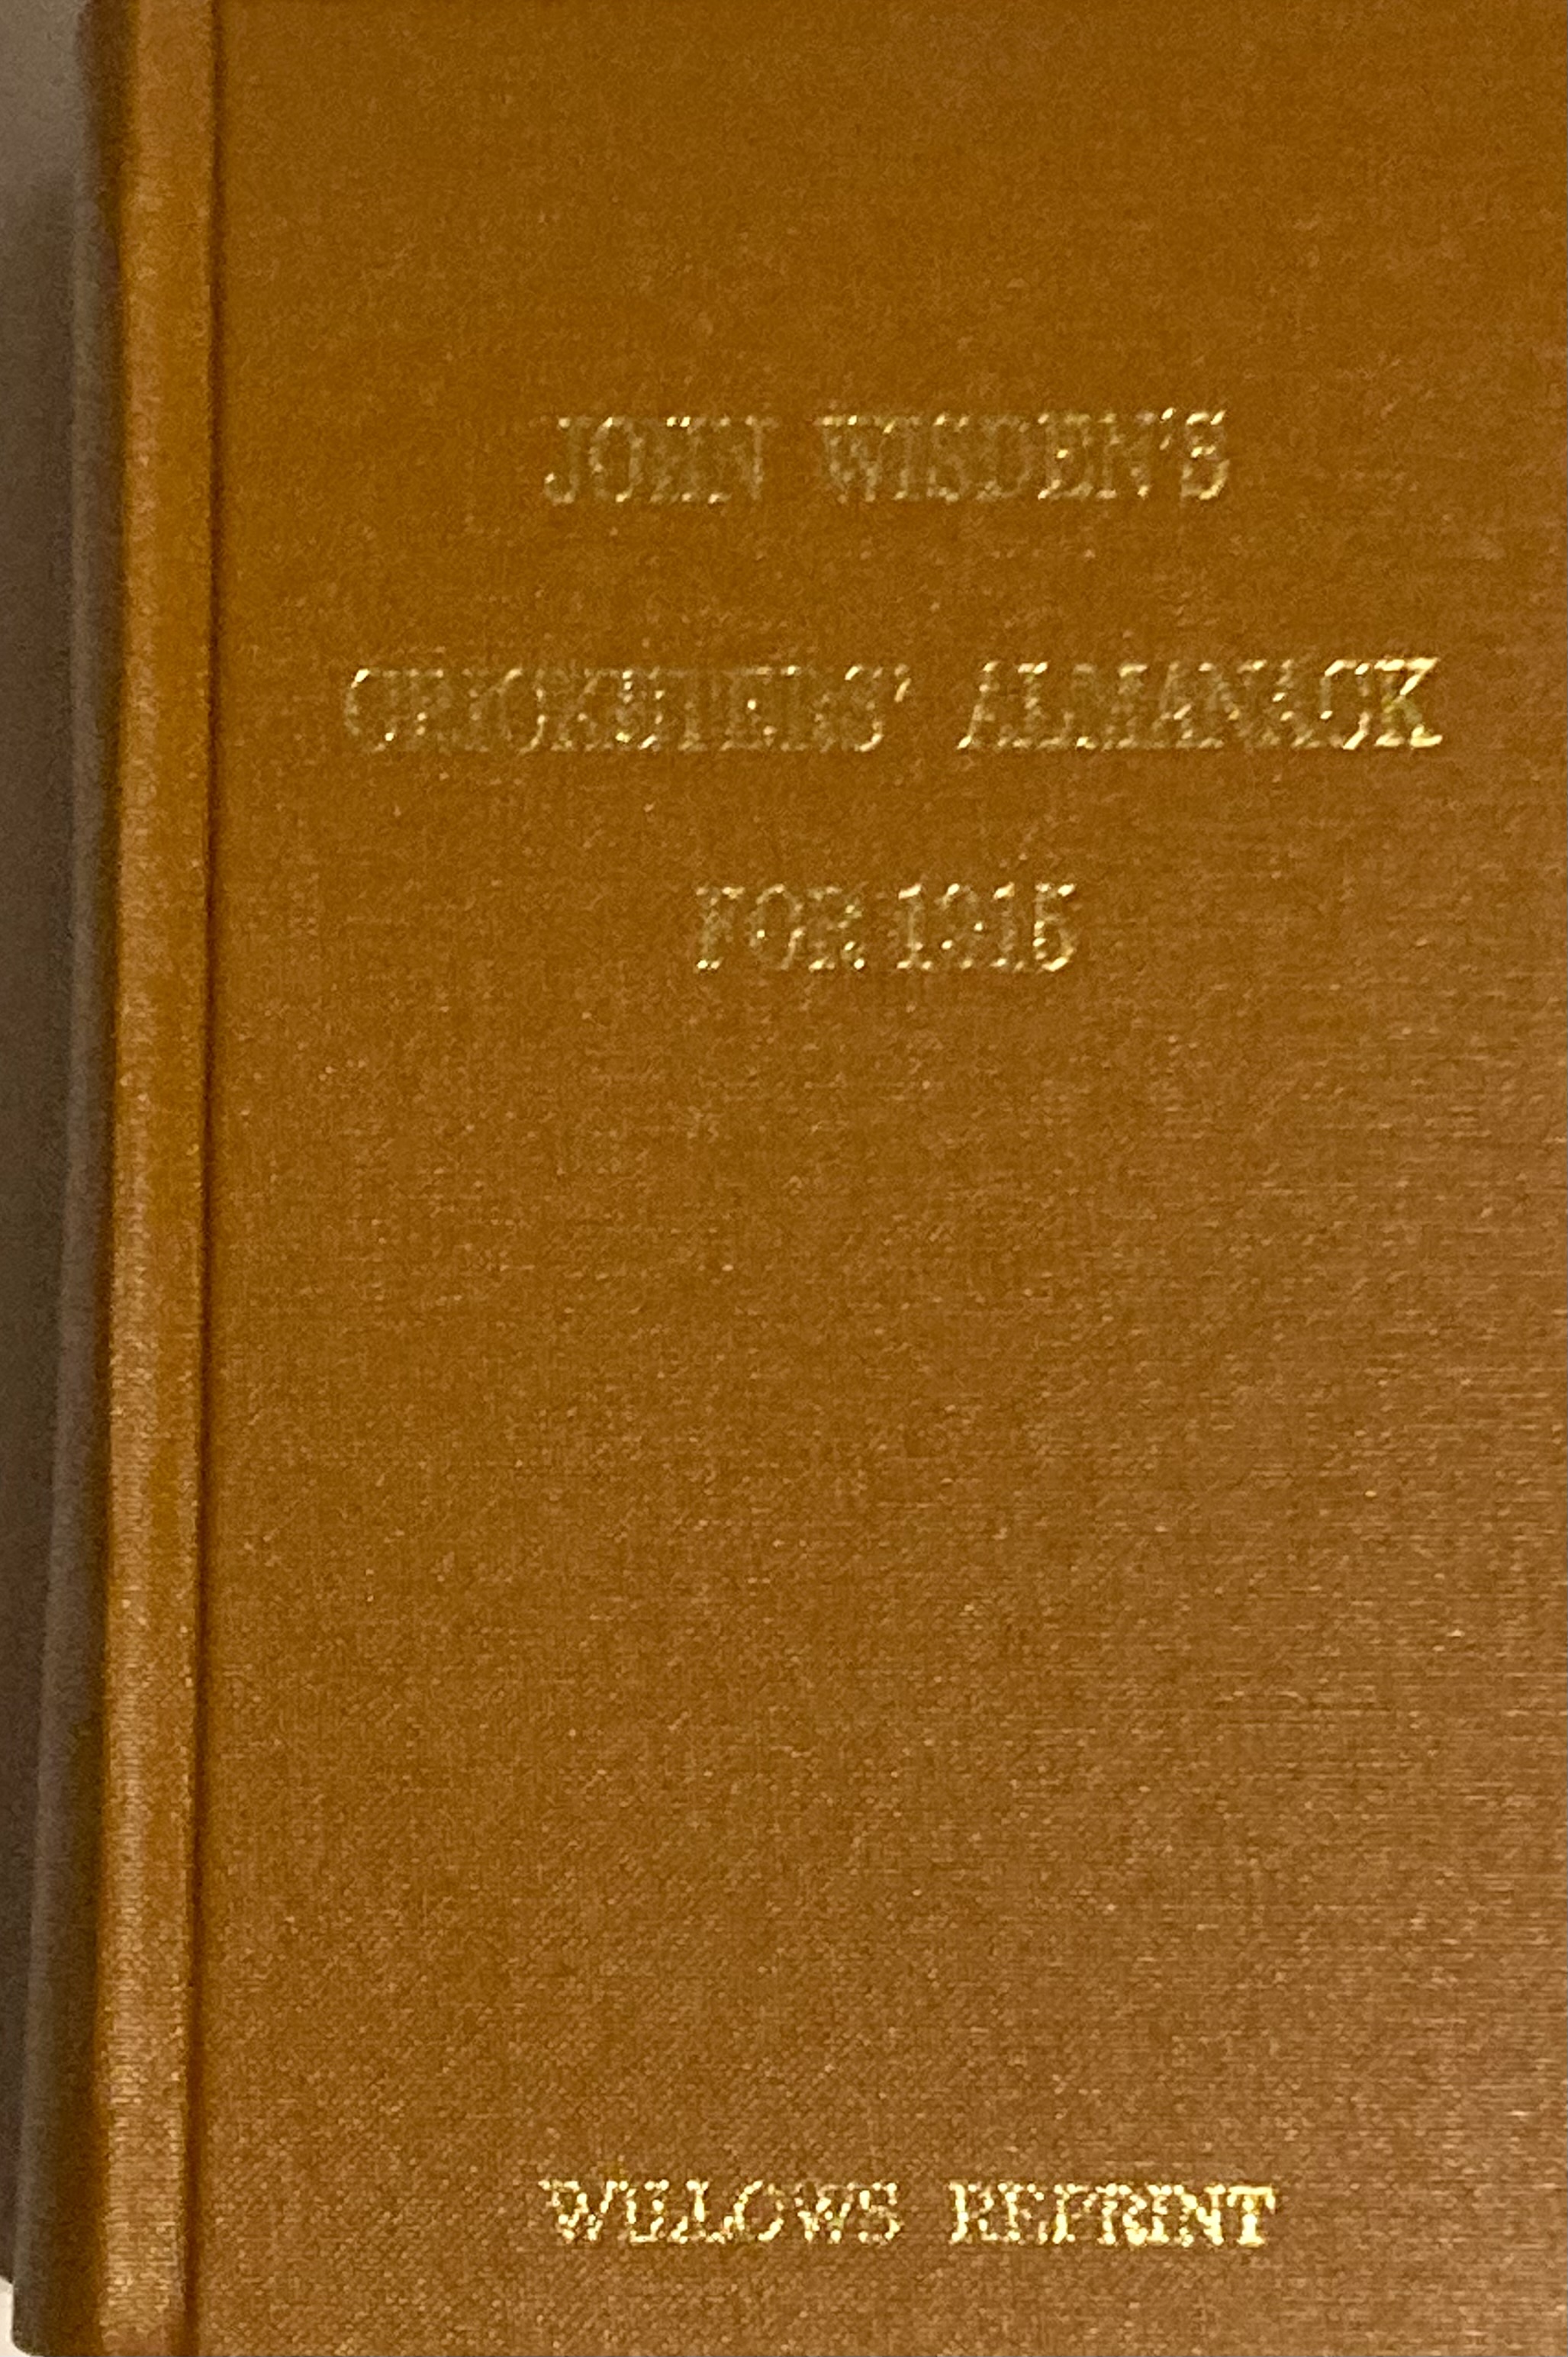 JOHN WISDEN'S
CRICKETERS' ALMANACK
FOR 1915
WILLOWS REPRINT